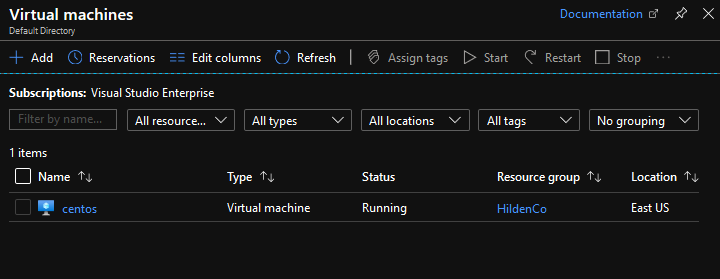 Virtual machines
Documentation
Default Directory
Add Reservations Edit columns Refresh Assign tags Start Restart Stop
Subscriptions: Visual Studio Enterprise
Filter by name... All resource... All types All locations All tags No grouping
1 items
Name Type Status Resource group Location
centos Virtual machine Running HildenCo East US